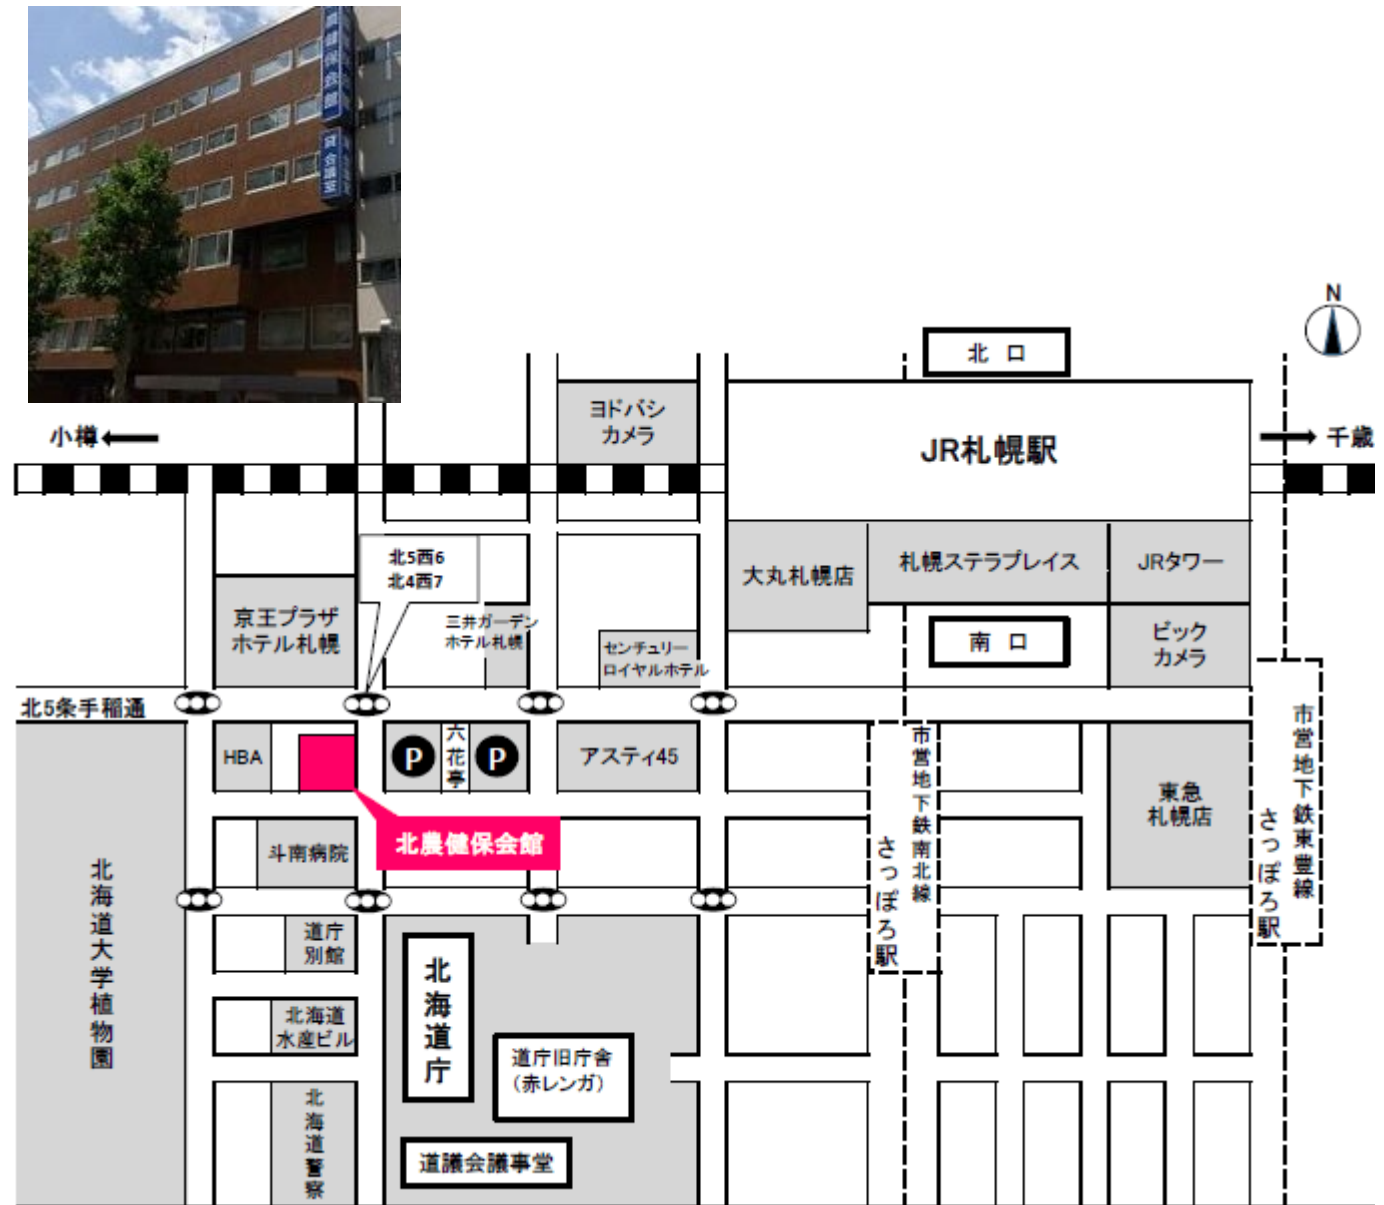 農健保会館
貸会議室
N
北口
ヨドバシ
カメラ
小樽
JR札幌駅
千歳
北5西6
北4西7
大丸札幌店
札幌ステラプレイス
JRタワー
京王プラザ
ホテル札幌
三井ガーデン
ホテル札幌
センチュリー
ロイヤルホテル
南口
ビック
カメラ
北5条手稲通
HBA
P
六花亭
P
アスティ45
市営地下鉄南北線
さっぽろ駅
東急
札幌店
市営地下鉄東豊線
さっぽろ駅
北農健保会館
斗南病院
北海道大学植物園
道庁
別館
北海道庁
北海道
水産ビル
道庁旧庁舎
(赤レンガ)
北海道警察
道議会議事堂